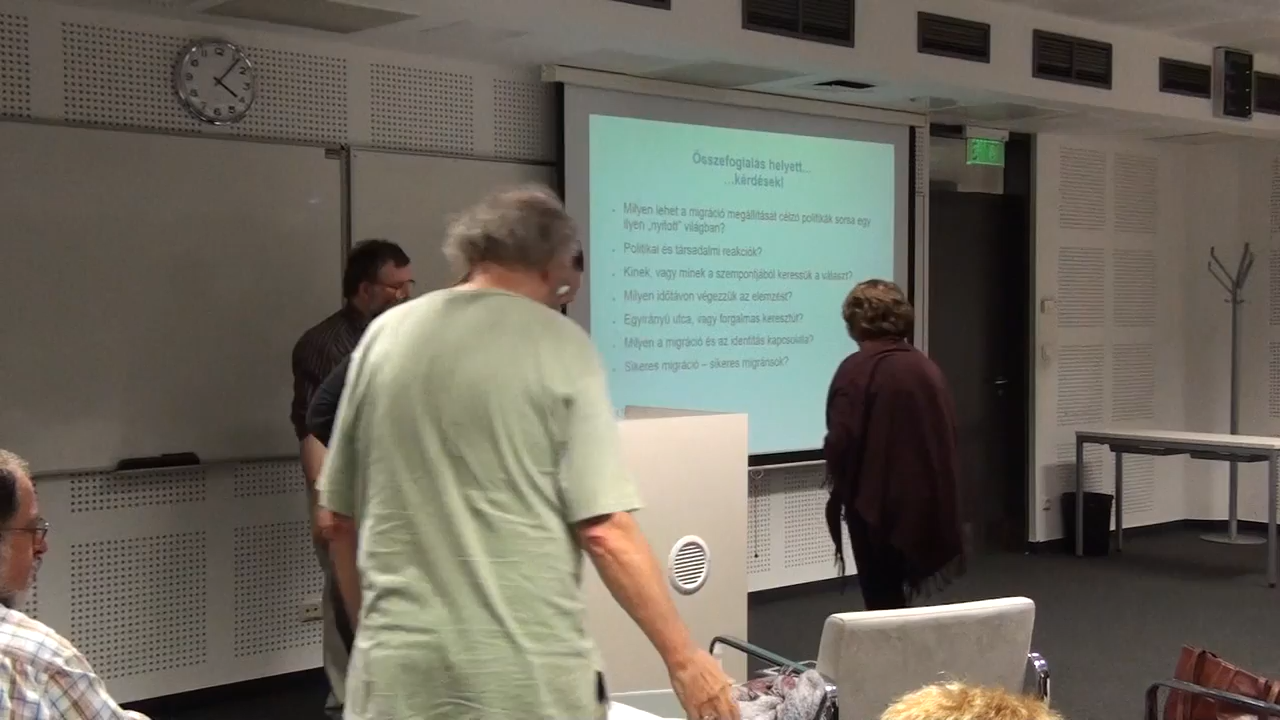 Összefoglalás helyett...
...kérdések!
Milyen lehet a migráció megállítását célzó politikák sorsa egy
ilyen „nyitott” világban?
Politikai és társadalmi reakciók?
Kinek, vagy minek a szempontjából keressük a választ?
Milyen időtávon végezzük az elemzést?
Egyirányú utca, vagy forgalmas keresztút?
Milyen a migráció és az identitás kapcsolata?
Sikeres migráció – sikeres migránsok?